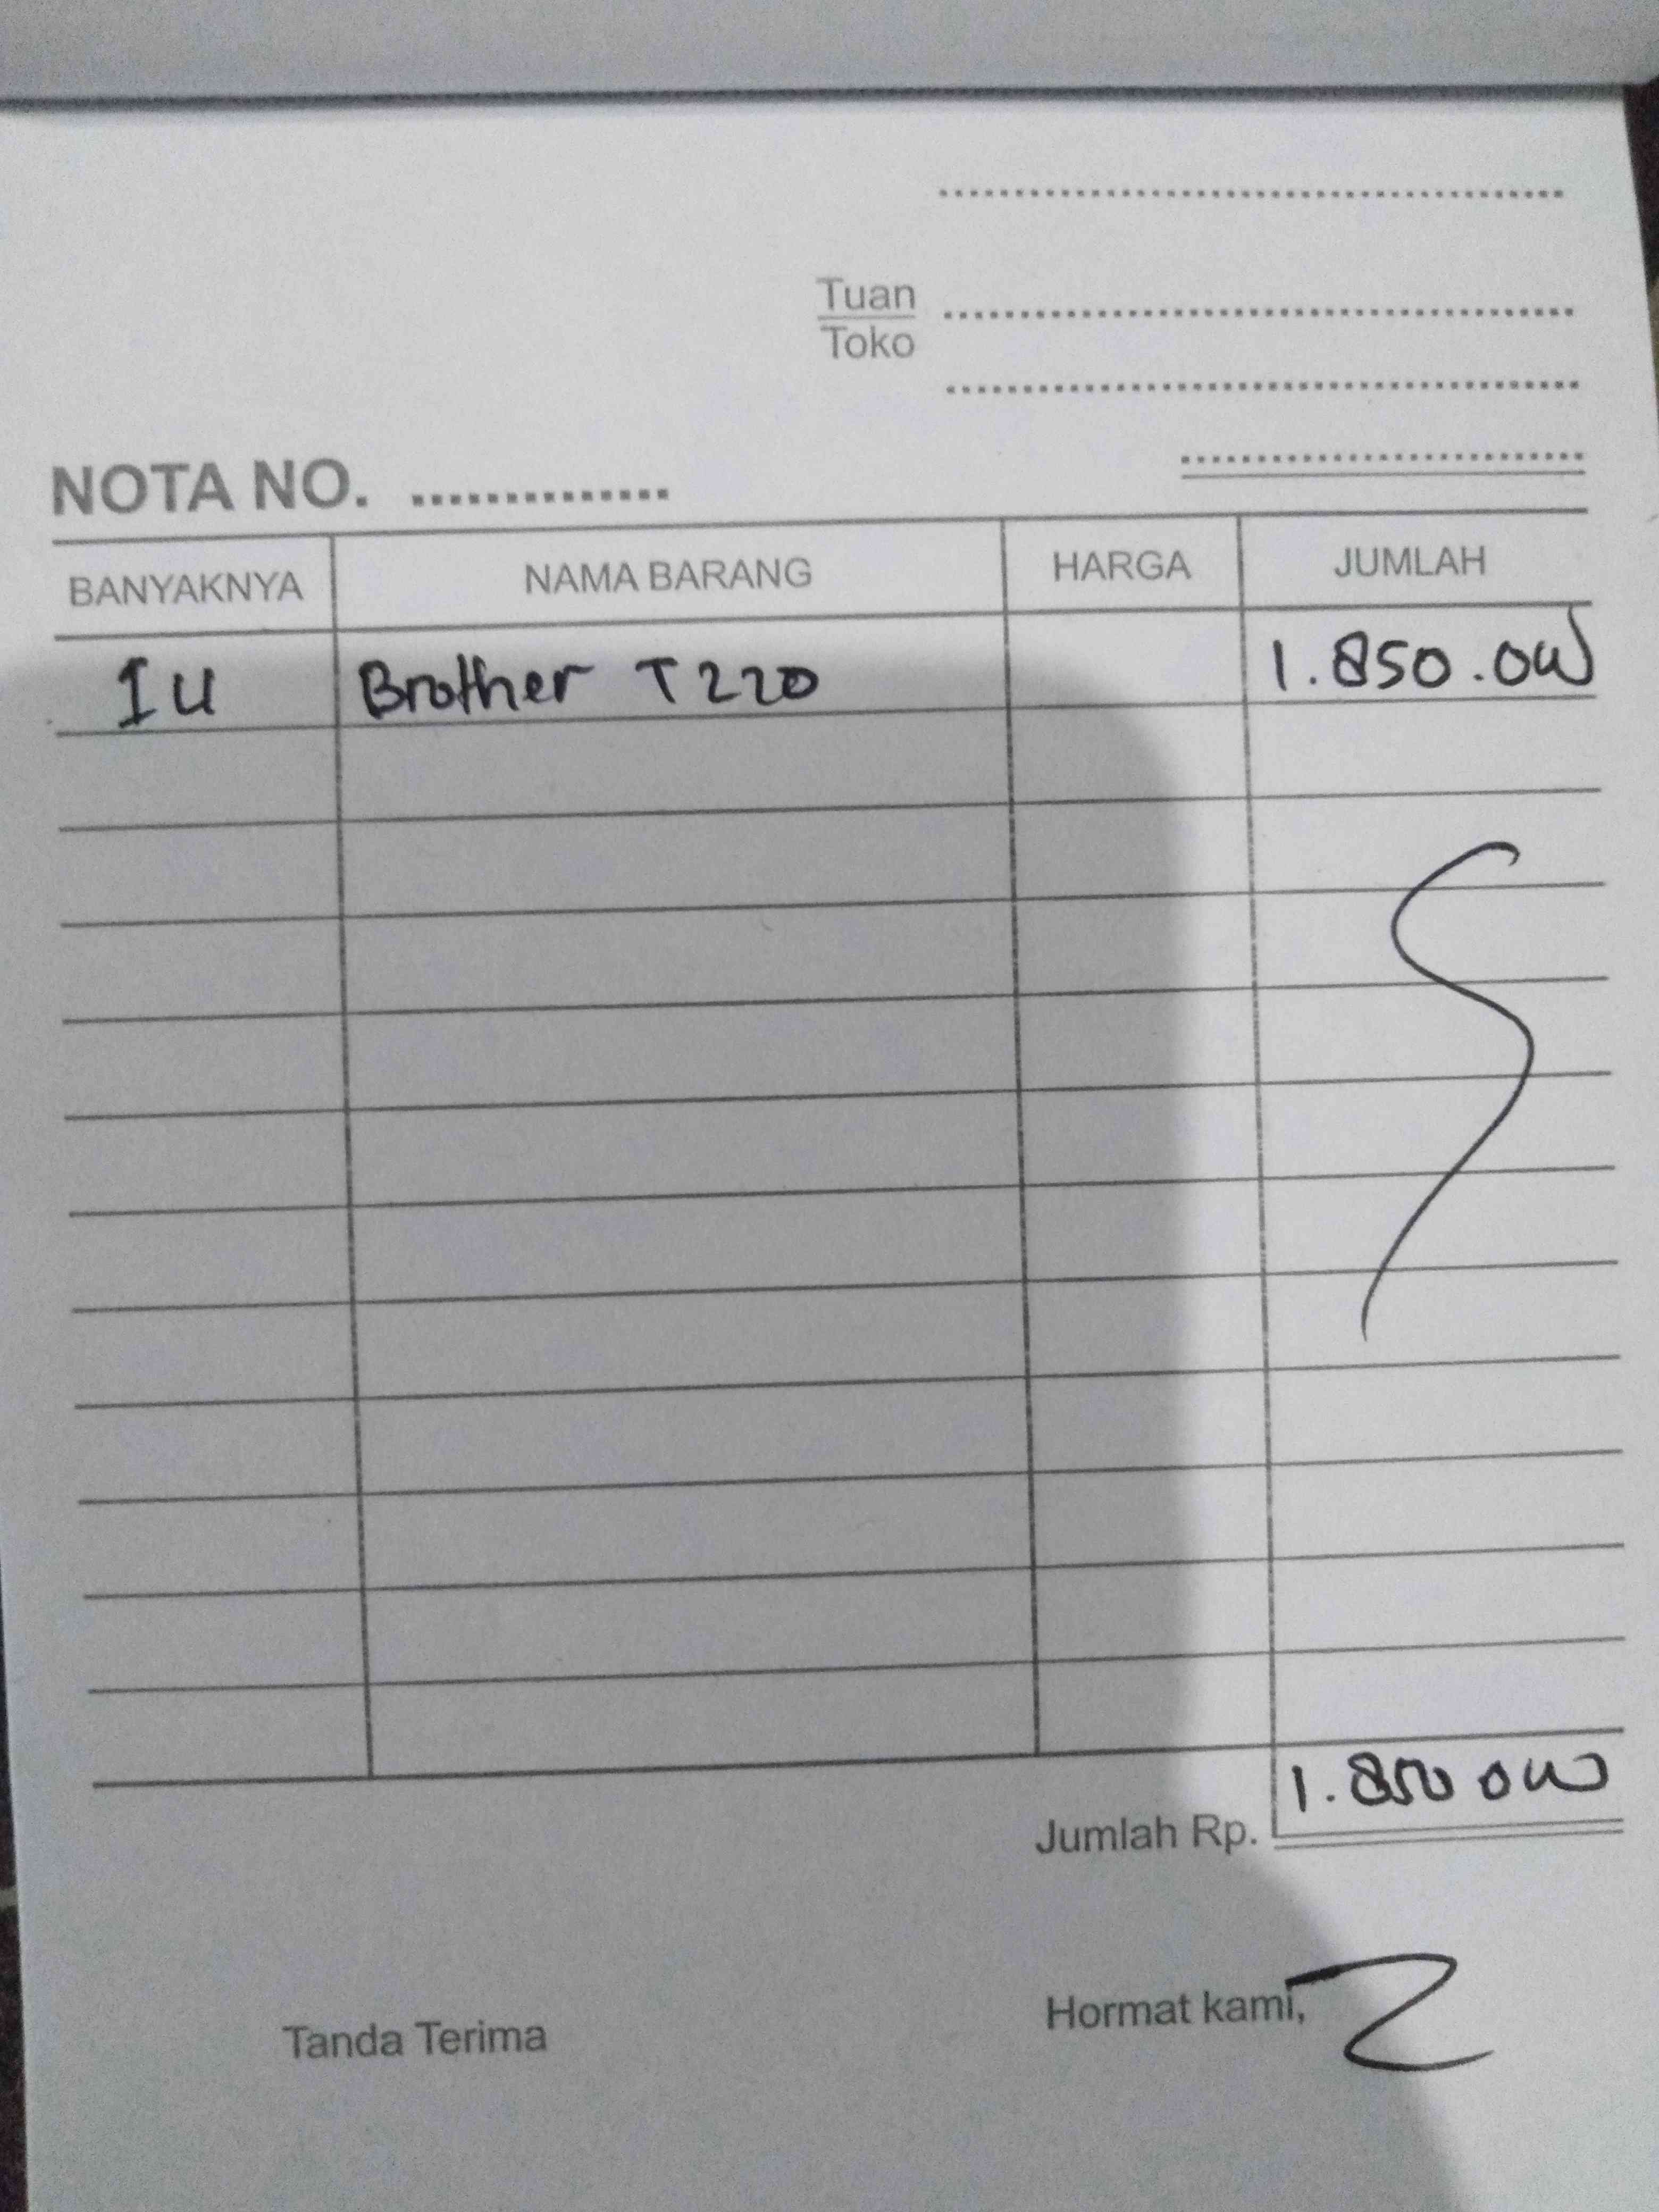 Tuan
Toko
NOTA NO. ..............
BANYAKNYA NAMA BARANG HARGA JUMLAH
1 U Brother T220 1.850.000
Jumlah Rp. 1.850 000
Tanda Terima Hormat kami,